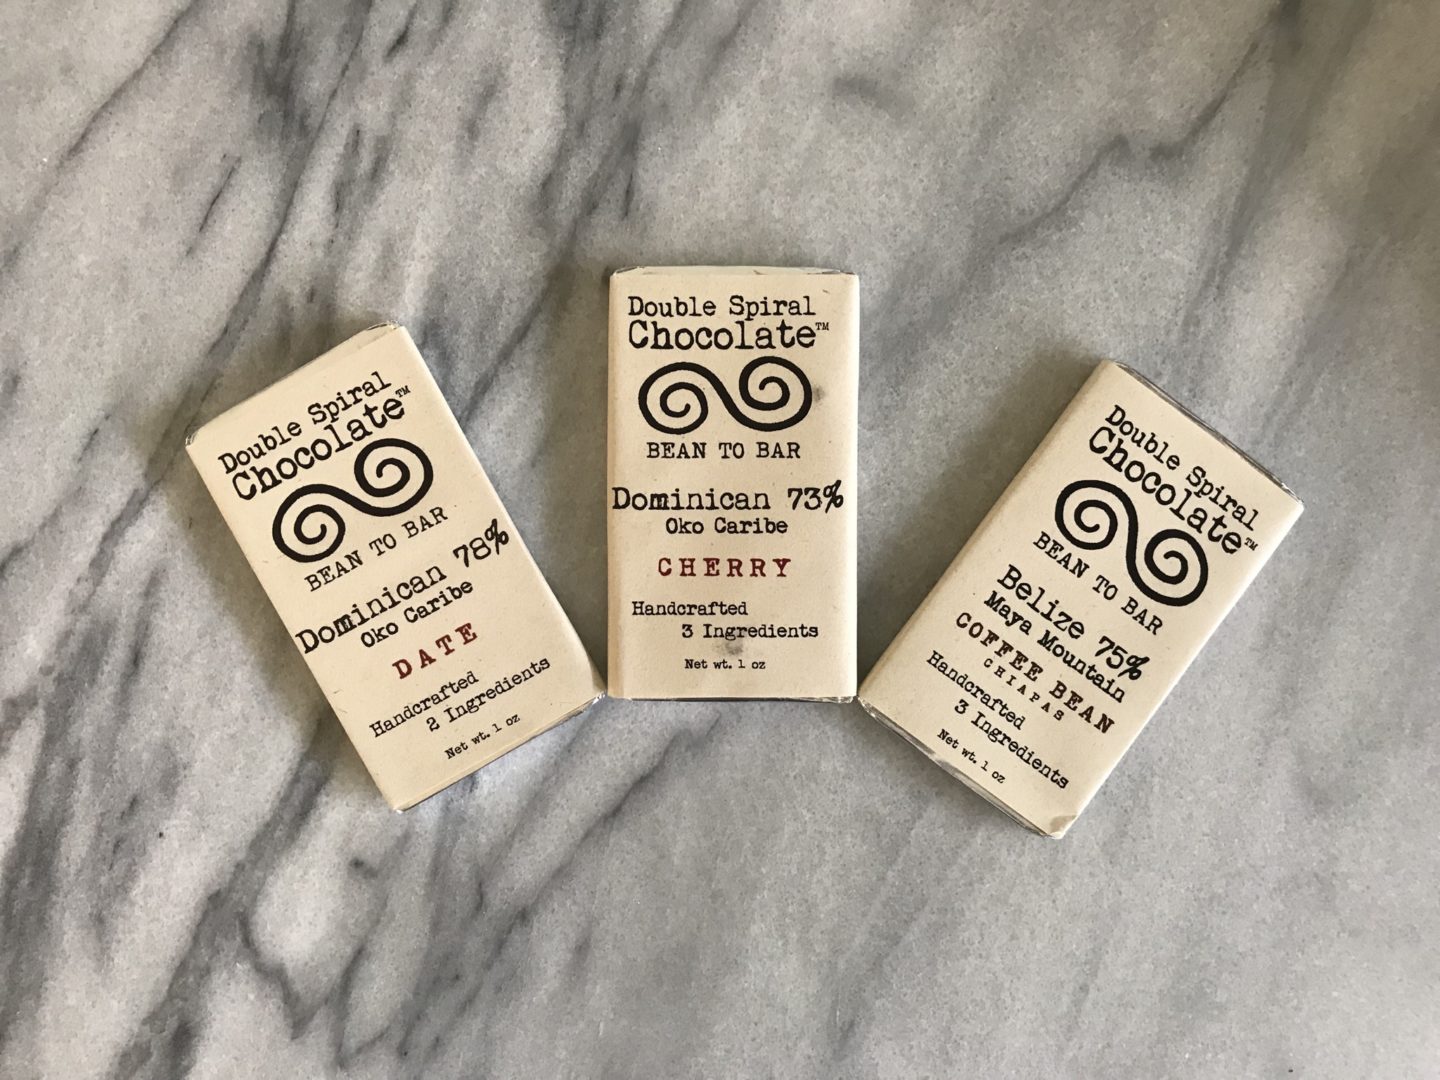 Double Spiral
Chocolate™
BEAN TO BAR
Dominican 78%
Oko Caribe
DATE
Handcrafted
2 Ingredients
Net wt. 1 oz
Double Spiral
Chocolate™
BEAN TO BAR
Dominican 73%
Oko Caribe
CHERRY
Handcrafted
3 Ingredients
Net wt. 1 oz
Double Spiral
Chocolate™
BEAN TO BAR
Belize 75%
Maya Mountain
COFFEE BEAN
CHIAPAS
Handcrafted
3 Ingredients
Net wt. 1 oz